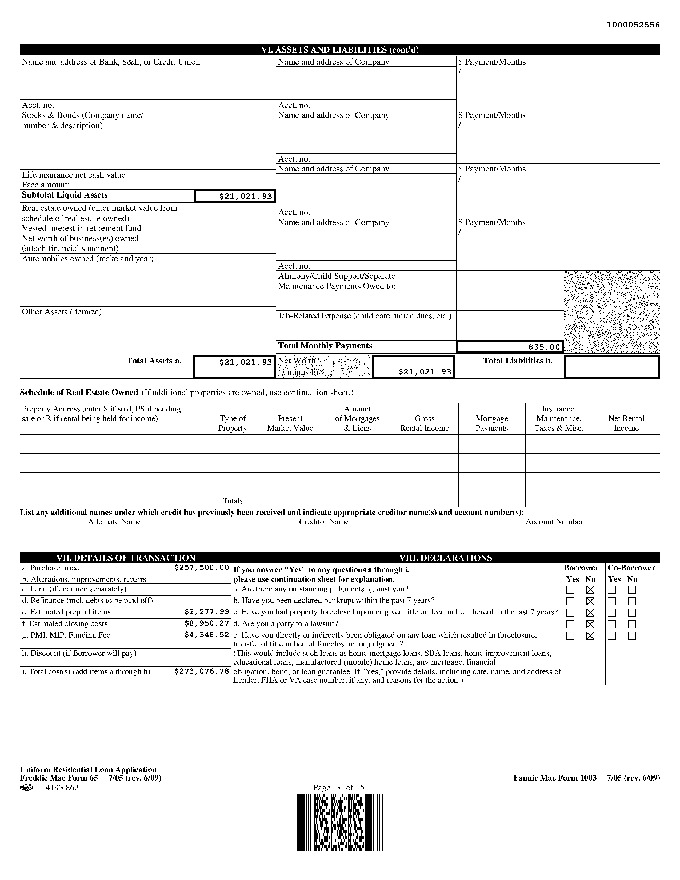 1000052556
VI. ASSETS AND LIABILITIES (cont'd)
Name and address of Bank, S&L, or Credit Union
Name and address of Company
$ Payment/Months
/
Acct. no.
Acct. no.
Stocks & Bonds (Company name/
number & description)
Name and address of Company
$ Payment/Months
/
Acct. no.
Name and address of Company
$ Payment/Months
/
Life insurance net cash value
Face amount
Subtotal Liquid Assets
$21,021.93
Real estate owned (enter market value from
schedule of real estate owned)
Acct. no.
Name and address of Company
$ Payment/Months
/
Vested interest in retirement fund
Net worth of business(es) owned
(attach financial statement)
Automobiles owned (make and year)
Acct. no.
Alimony/Child Support/Separate
Maintenance Payments Owed to:
Other Assets (itemize)
Job-Related Expense (child care, union dues, etc.)
Total Monthly Payments
635.00
Total Assets a.
$21,021.93
Net Worth
(a minus b)
$21,021.93
Total Liabilities b.
Schedule of Real Estate Owned (If additional properties are owned, use continuation sheet.)
Property Address (enter S if sold, PS if pending
sale or R if rental being held for income)
Type of
Property
Present
Market Value
Amount
of Mortgages
& Liens
Gross
Rental Income
Mortgage
Payments
Insurance
Maintenance,
Taxes & Misc.
Net Rental
Income
Totals
List any additional names under which credit has previously been received and indicate appropriate creditor name(s) and account number(s):
Alternate Name
Creditor Name
Account Number
VII. DETAILS OF TRANSACTION
a. Purchase price
$257,500.00
b. Alterations, improvements, repairs
c. Land (if acquired separately)
d. Refinance (incl. debts to be paid off)
e. Estimated prepaid items
$2,277.99
f. Estimated closing costs
$8,950.27
g. PMI, MIP, Funding Fee
$4,348.52
h. Discount (if Borrower will pay)
i. Total costs (add items a through h)
$273,076.78
VIII. DECLARATIONS
If you answer "Yes" to any questions a through i,
please use continuation sheet for explanation.
Borrower
Co-Borrower
Yes No
Yes No
a. Are there any outstanding judgments against you?
b. Have you been declared bankrupt within the past 7 years?
c. Have you had property foreclosed upon or given title or deed in lieu thereof in the last 7 years?
d. Are you a party to a lawsuit?
e. Have you directly or indirectly been obligated on any loan which resulted in foreclosure,
transfer of title in lieu of foreclosure, or judgment?
(This would include such loans as home mortgage loans, SBA loans, home improvement loans,
educational loans, manufactured (mobile) home loans, any mortgage, financial
obligation, bond, or loan guarantee. If "Yes," provide details, including date, name, and address of
Lender, FHA or VA case number, if any, and reasons for the action.)
Uniform Residential Loan Application
Freddie Mac Form 65 7/05 (rev. 6/09)
Fannie Mae Form 1003 7/05 (rev. 6/09)
Page of 5